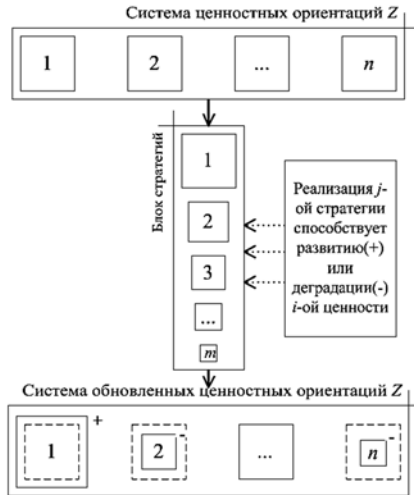 Система ценностных ориентаций Z
1 2 ... n
Блок стратегий
1
2
3
...
m
Реализация j-
ой стратегии
способствует
развитию(+)
или
деградации(-)
i-ой ценности
Система обновленных ценностных ориентаций Z
1 + 2 - ... n -